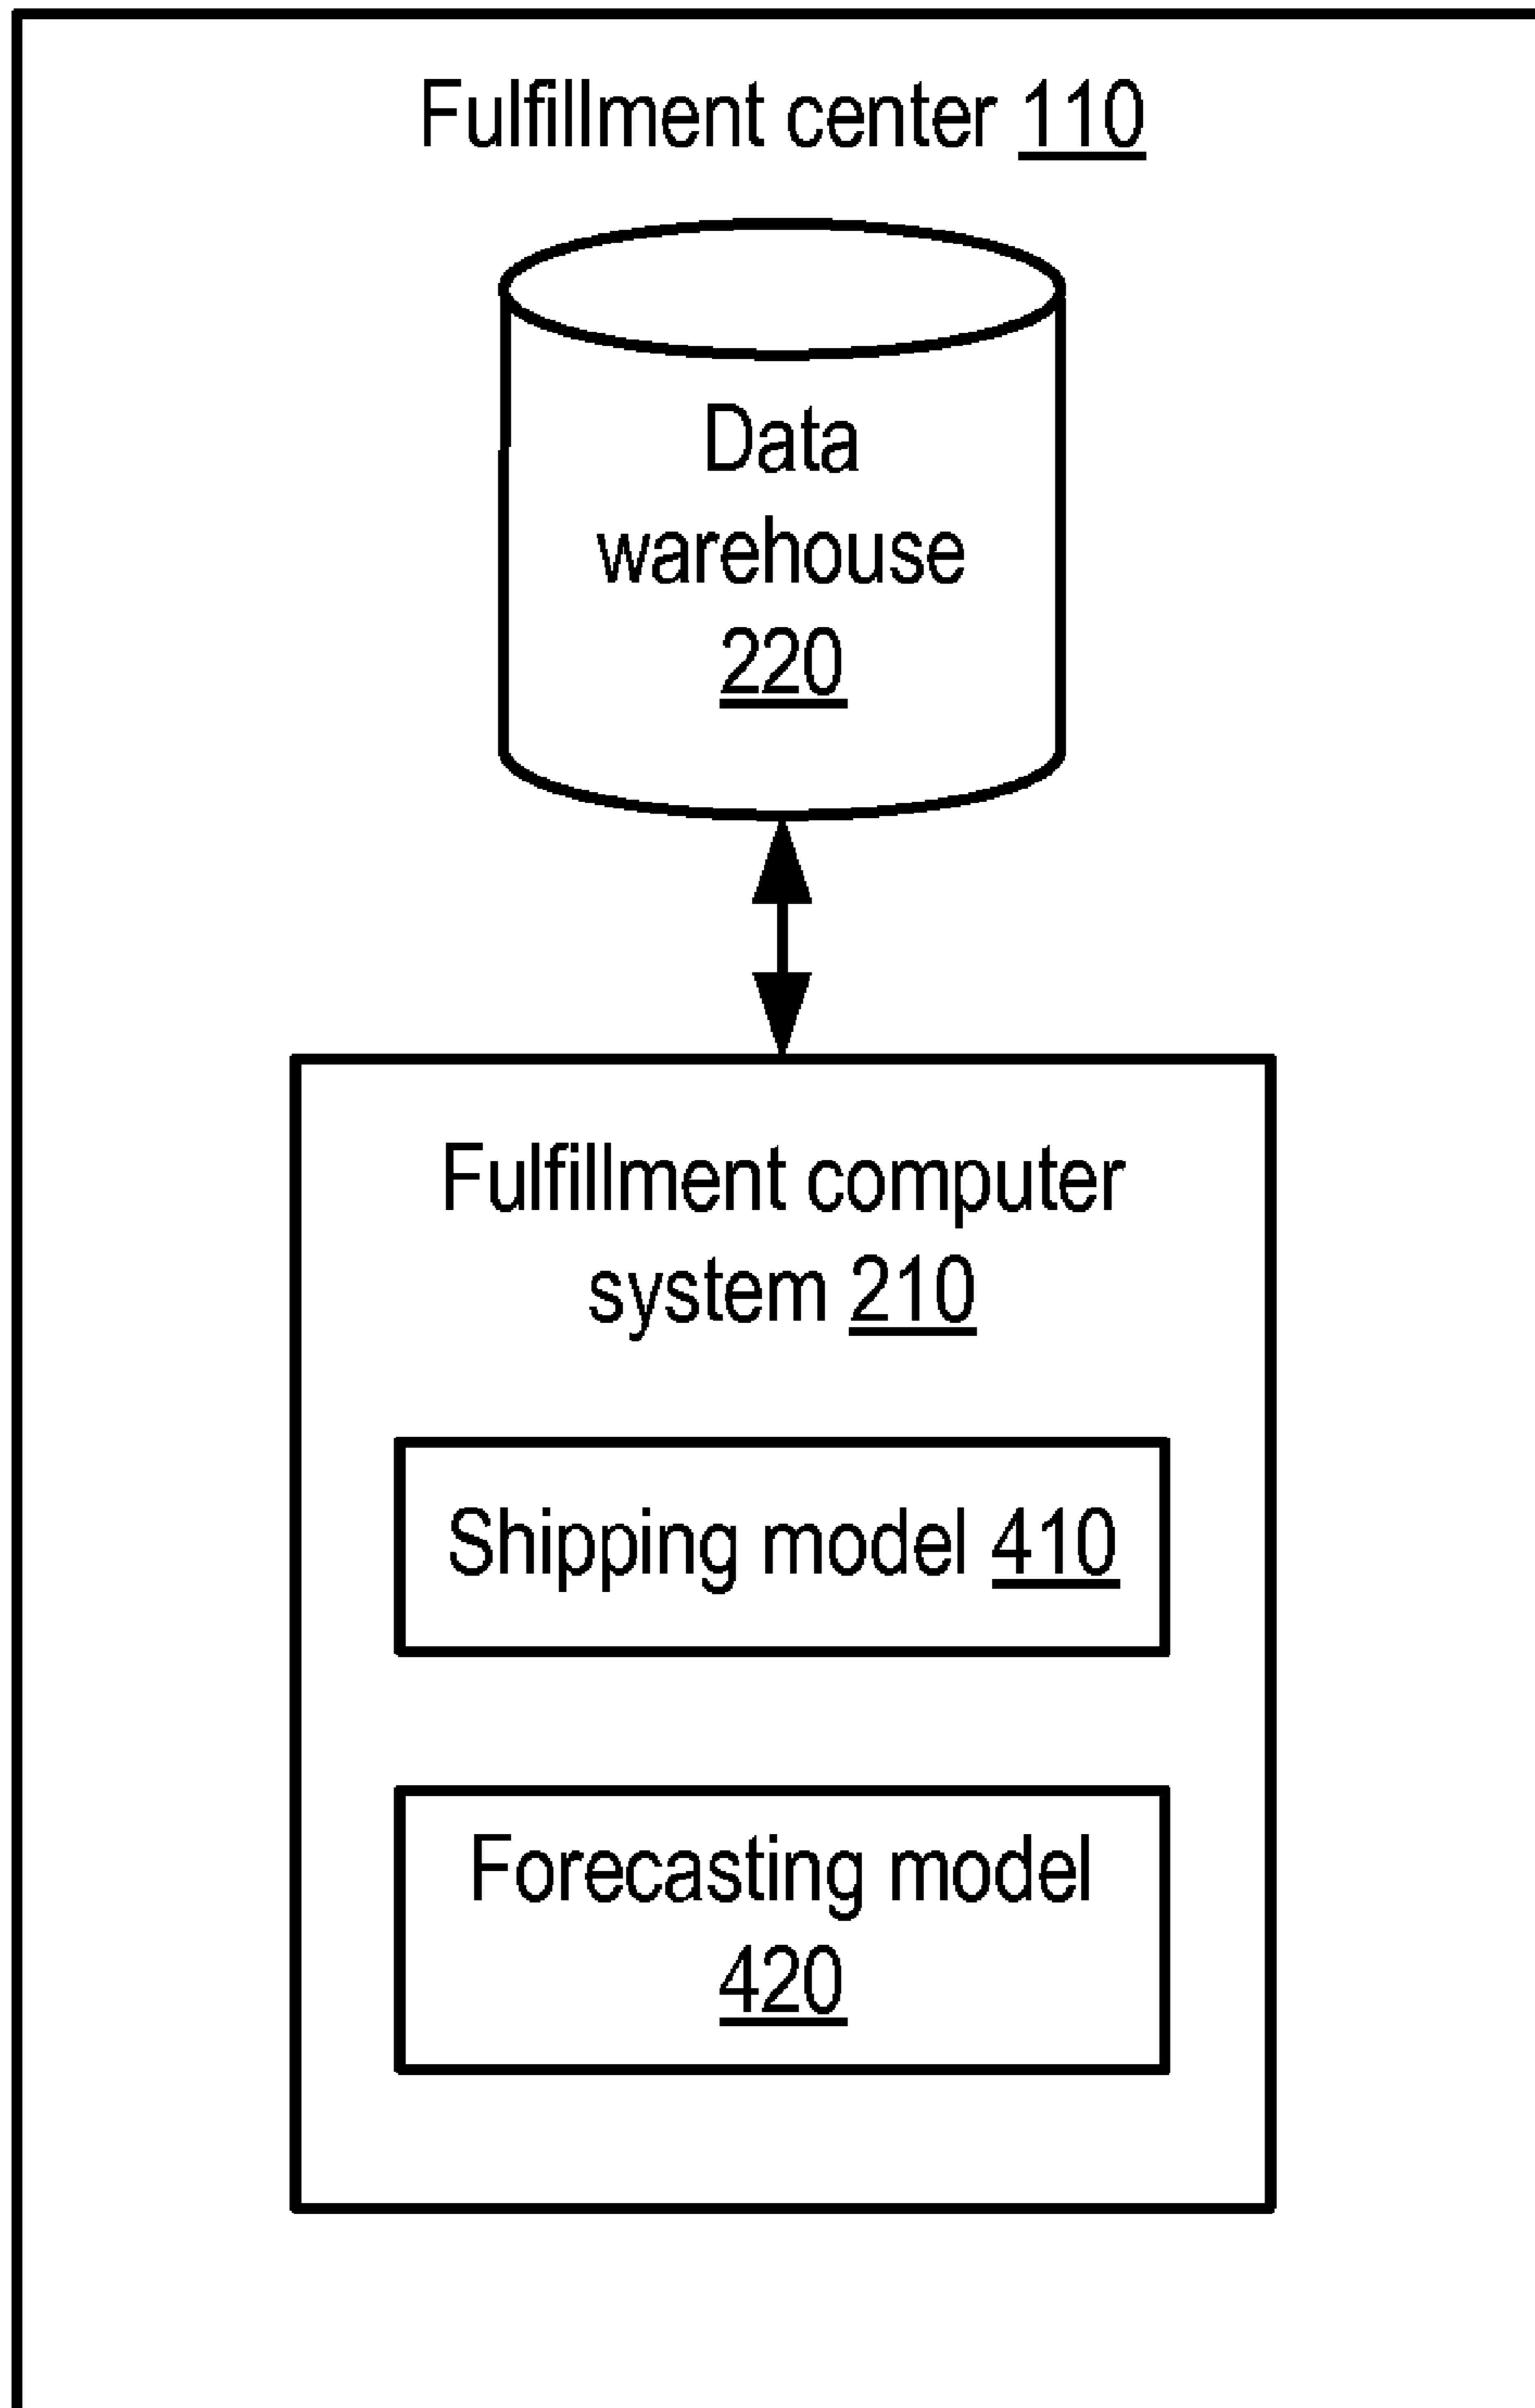 Fulfillment center 110
Data
warehouse
220
Fulfillment computer
system 210
Shipping model 410
Forecasting model
420